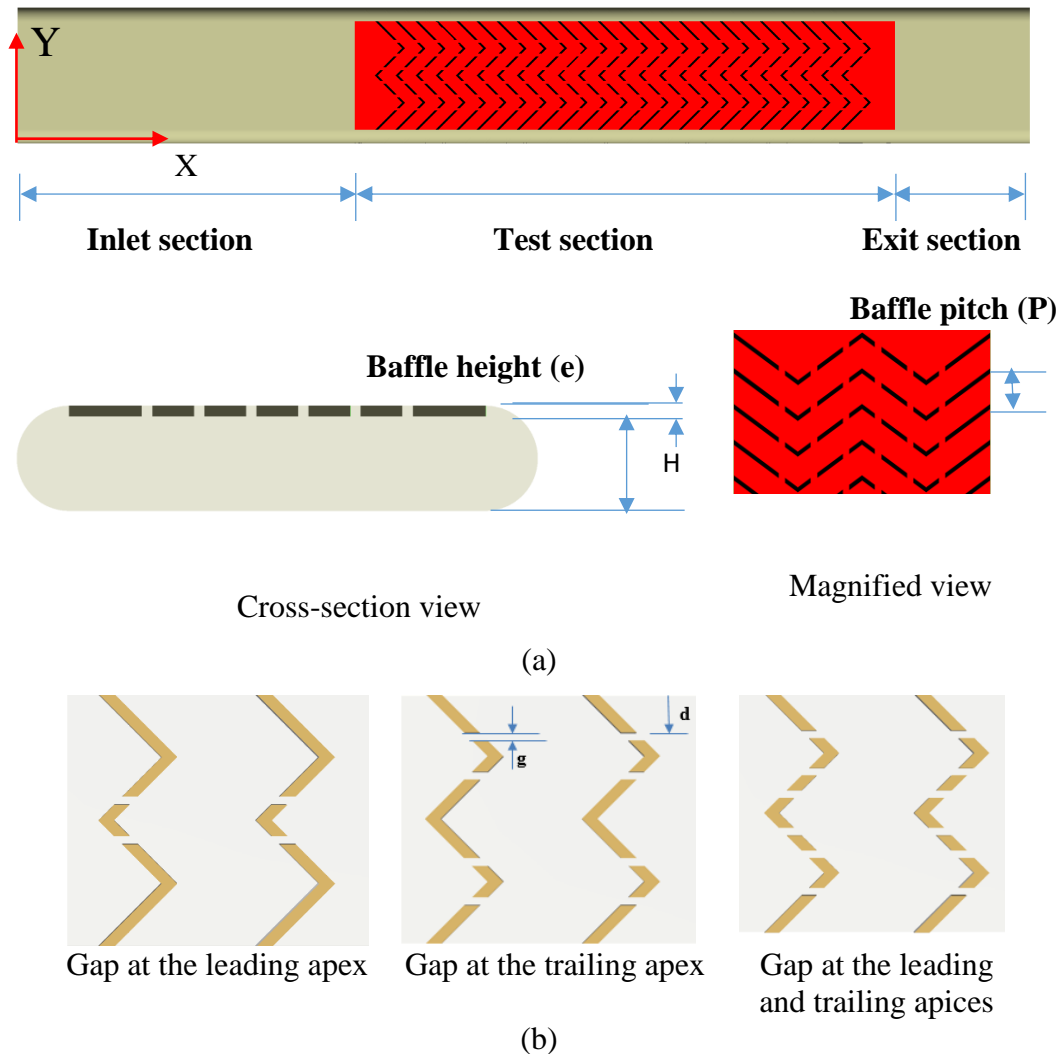 Y
X
Inlet section
Test section
Exit section
Baffle pitch (P)
Baffle height (e)
H
Magnified view
Cross-section view
(a)
d
g
Gap at the leading apex
Gap at the trailing apex
Gap at the leading
and trailing apices
(b)